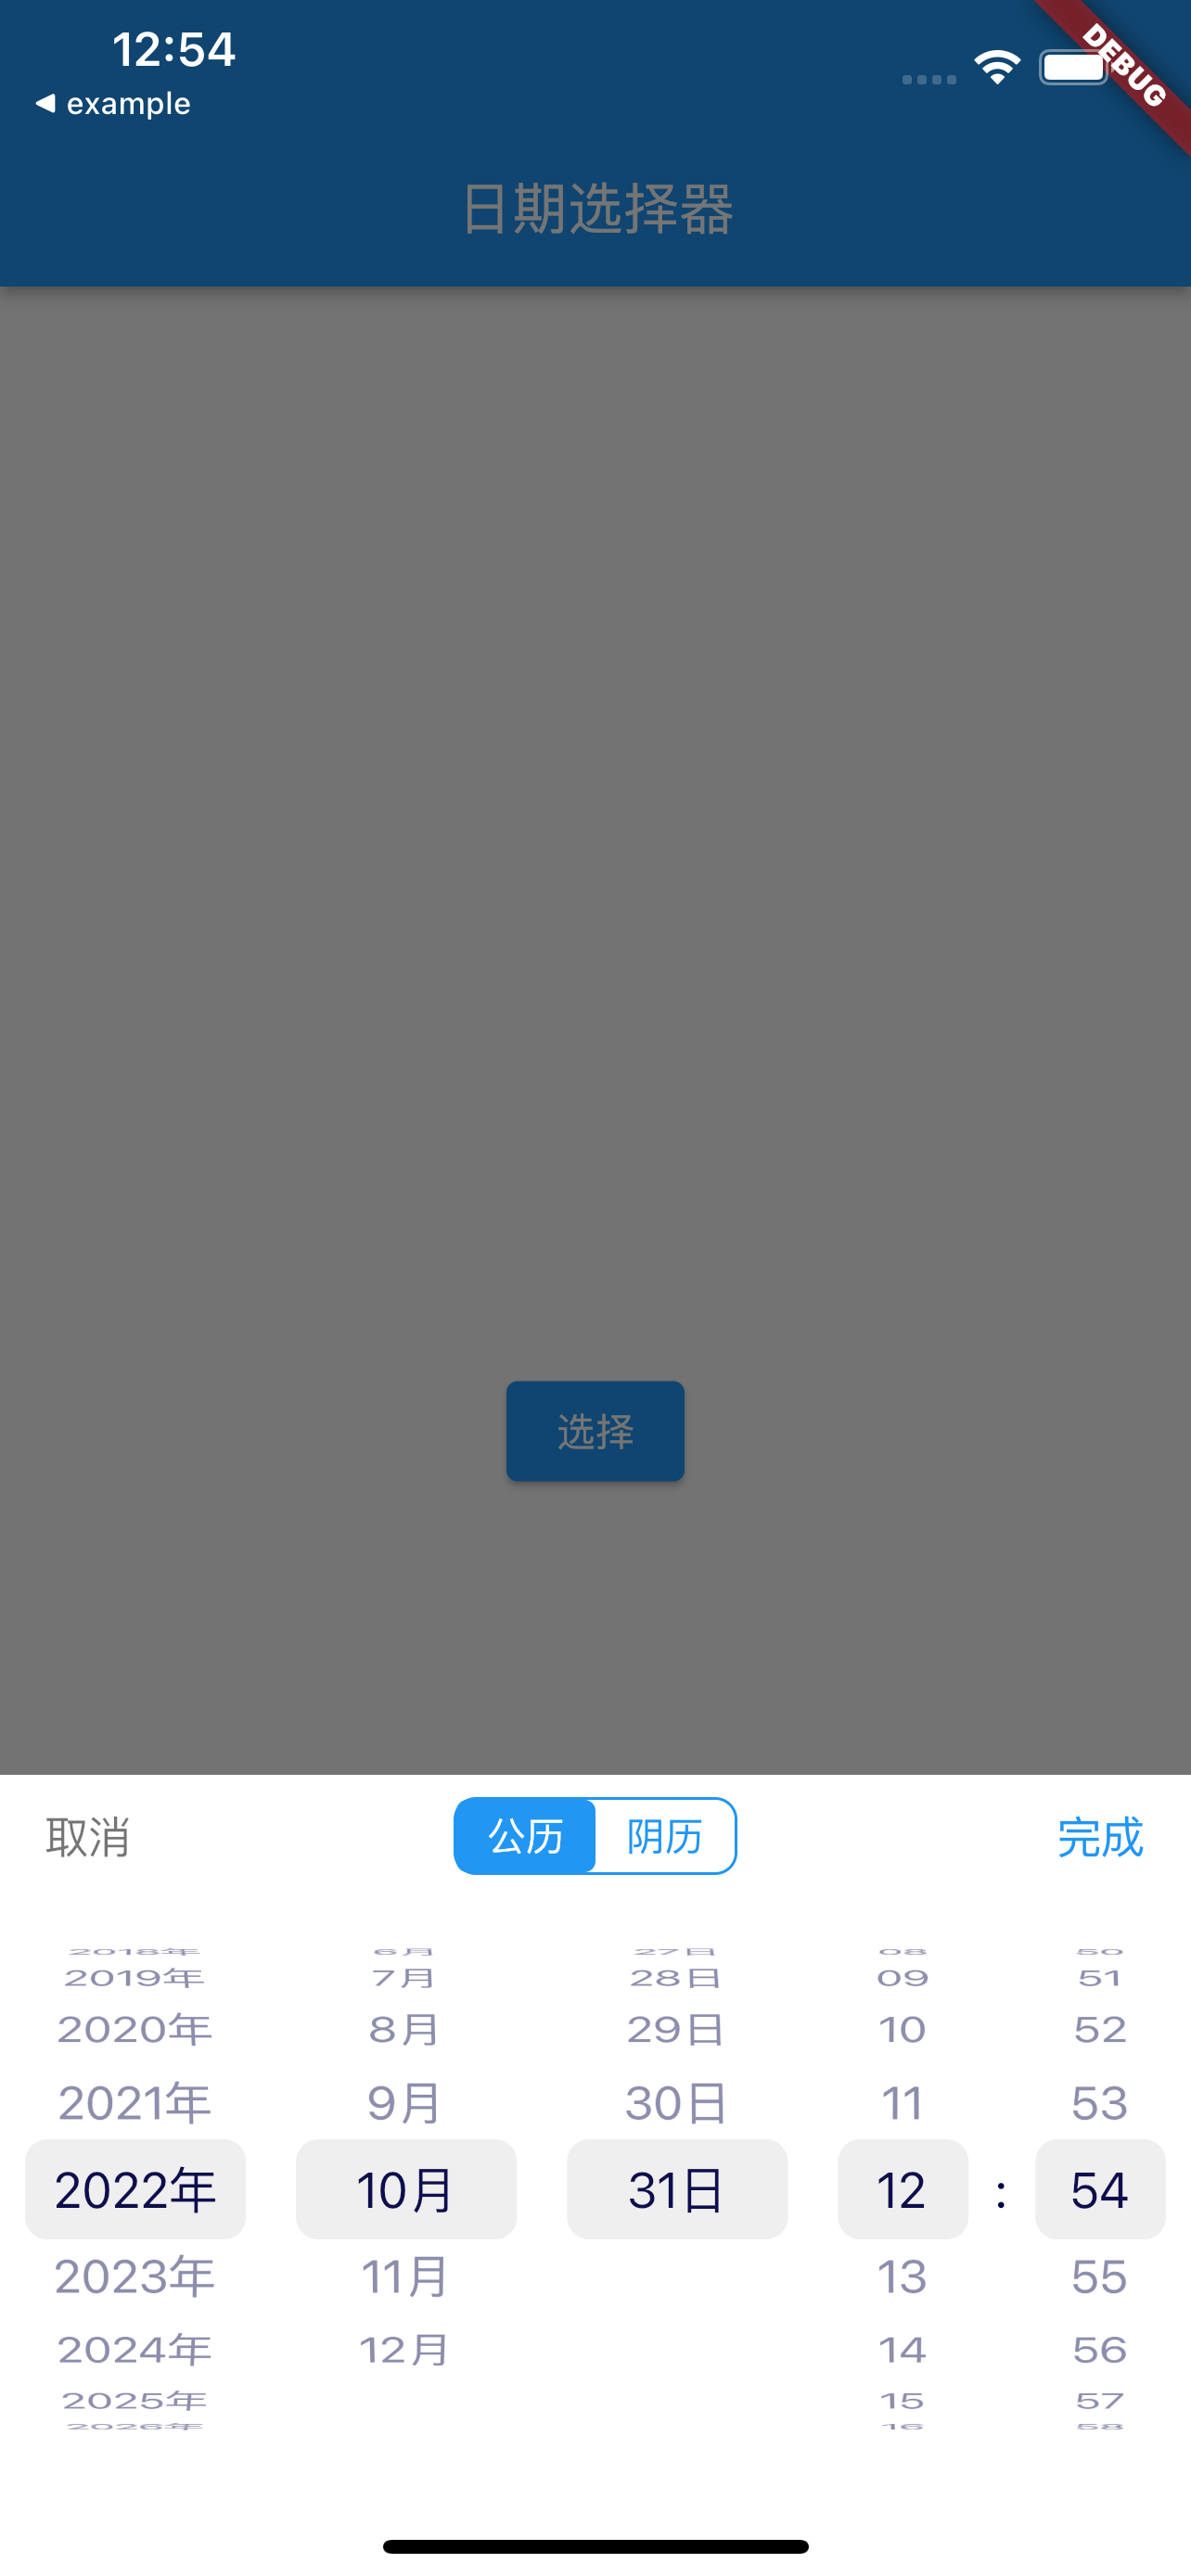 12:54
example
DEBUG
日期选择器
选择
取消 公历 阴历 完成
2018年 6月 27日 08 50
2019年 7月 28日 09 51
2020年 8月 29日 10 52
2021年 9月 30日 11 53
2022年 10月 31日 12 : 54
2023年 11月 13 55
2024年 12月 14 56
2025年 15 57
2026年 16 58